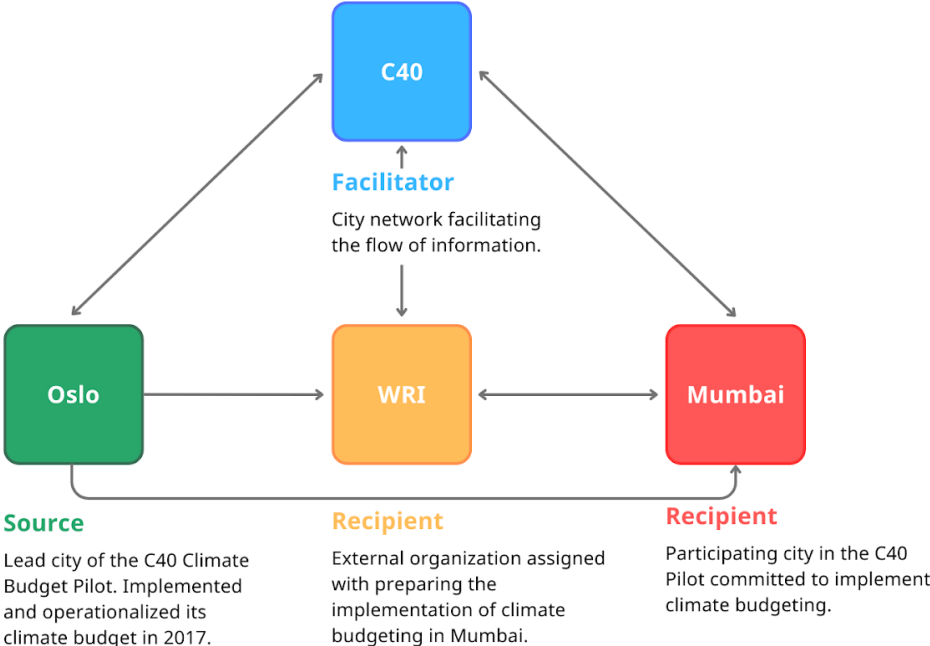 C40
Facilitator
City network facilitating
the flow of information.
Oslo
WRI
Mumbai
Source
Lead city of the C40 Climate
Budget Pilot. Implemented
and operationalized its
climate budget in 2017.
Recipient
External organization assigned
with preparing the
implementation of climate
budgeting in Mumbai.
Recipient
Participating city in the C40
Pilot committed to implement
climate budgeting.